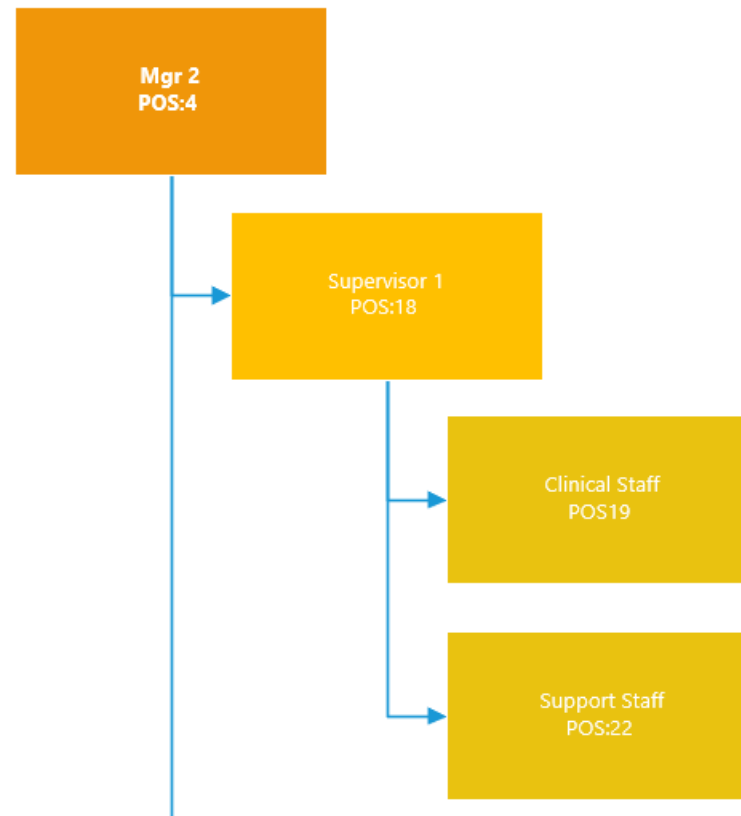 Mgr 2
POS:4
Supervisor 1
POS:18
Clinical Staff
POS19
Support Staff
POS:22